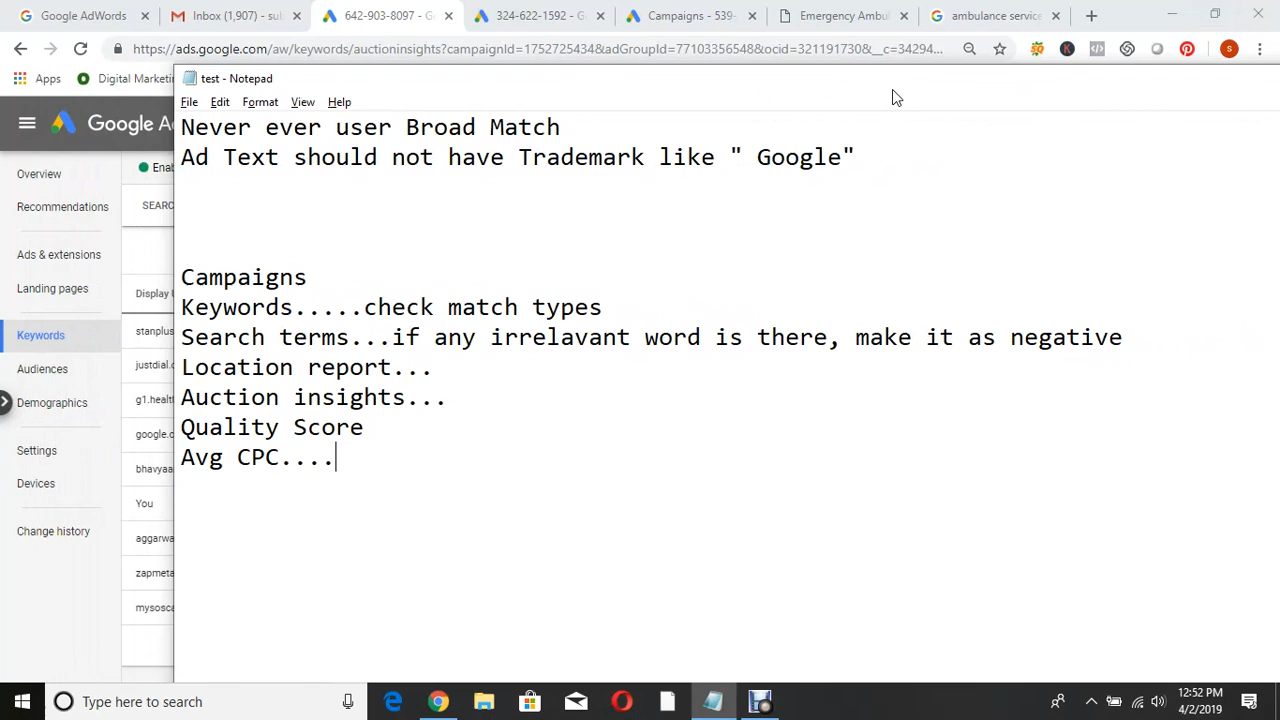 Google AdWords
Inbox (1,907) - sub
642-903-8097 - G
324-622-1592 - G
Campaigns - 539-
Emergency Ambul
ambulance service
https://ads.google.com/aw/keywords/auctioninsights?campaignId=1752725434&adGroupId=77103356548&ocid=321191730&__c=34294...
Apps
Digital Marketi
test - Notepad
File Edit Format View Help
Google Ad
Never ever user Broad Match
Ad Text should not have Trademark like " Google"
Campaigns
Keywords.....check match types
Search terms...if any irrelavant word is there, make it as negative
Location report...
Auction insights...
Quality Score
Avg CPC....
Overview
Recommendations
Ads & extensions
Landing pages
Keywords
Audiences
Demographics
Settings
Devices
Change history
Enab
SEARC
Display U
stanplus
justdial.c
g1.healt
google.c
bhavyaa
You
aggarwa
zapmeta
mysosca
Type here to search
12:52 PM
4/2/2019